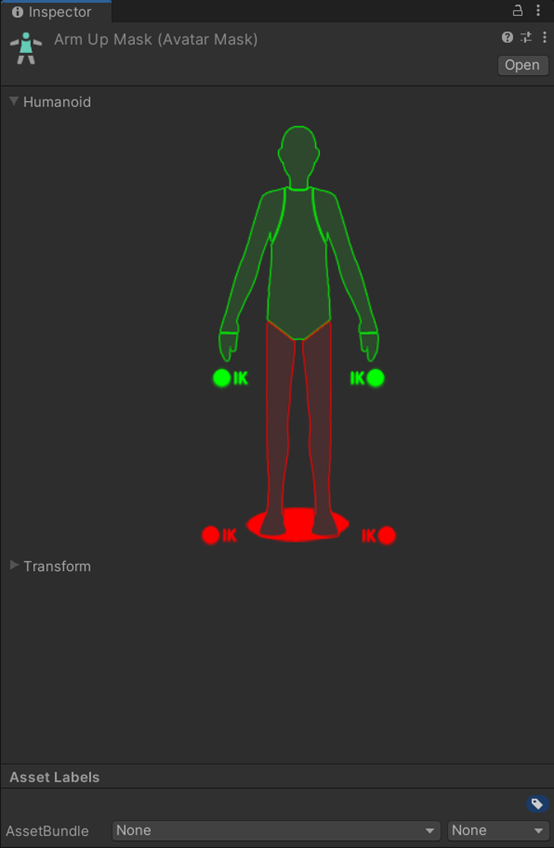 Inspector
Arm Up Mask (Avatar Mask)
Open
Humanoid
IK IK
IK IK
Transform
Asset Labels
AssetBundle None None